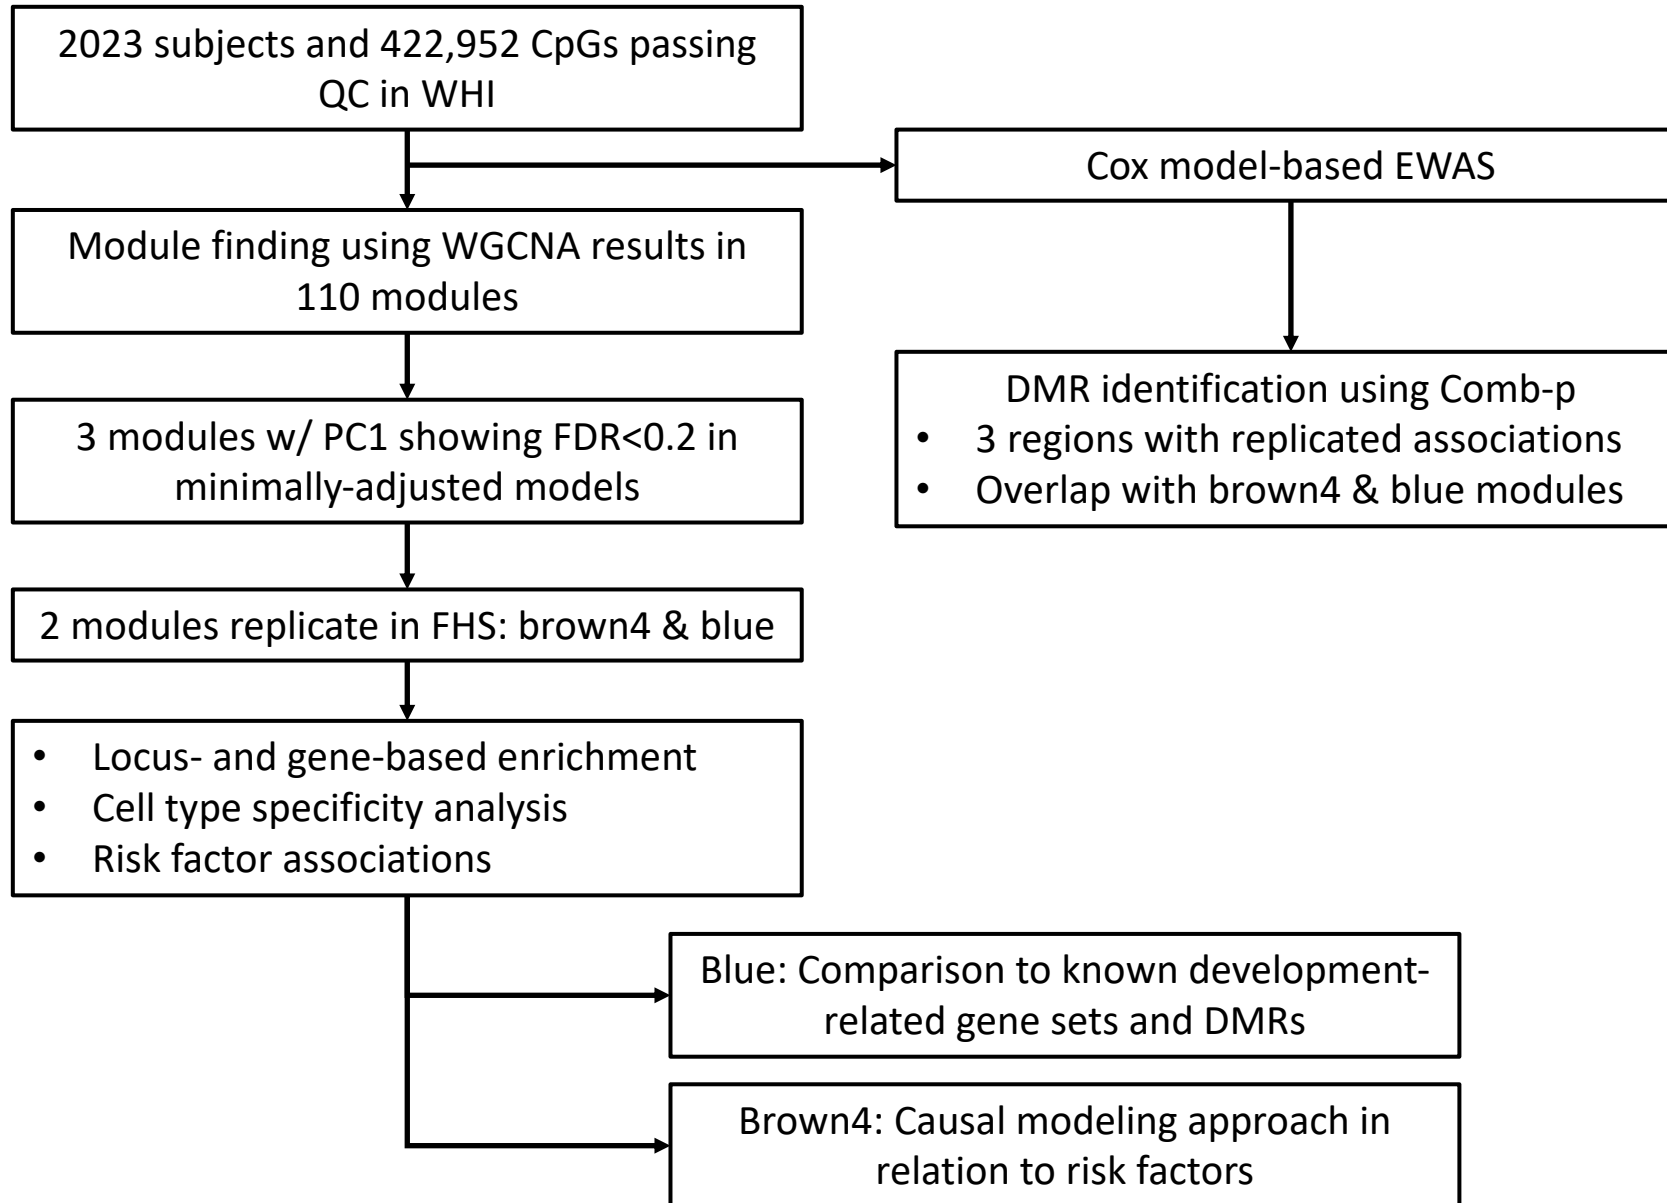 2023 subjects and 422,952 CpGs passing
QC in WHI
Cox model-based EWAS
Module finding using WGCNA results in
110 modules
DMR identification using Comb-p
• 3 regions with replicated associations
• Overlap with brown4 & blue modules
3 modules w/ PC1 showing FDR<0.2 in
minimally-adjusted models
2 modules replicate in FHS: brown4 & blue
• Locus- and gene-based enrichment
• Cell type specificity analysis
• Risk factor associations
Blue: Comparison to known development-
related gene sets and DMRs
Brown4: Causal modeling approach in
relation to risk factors